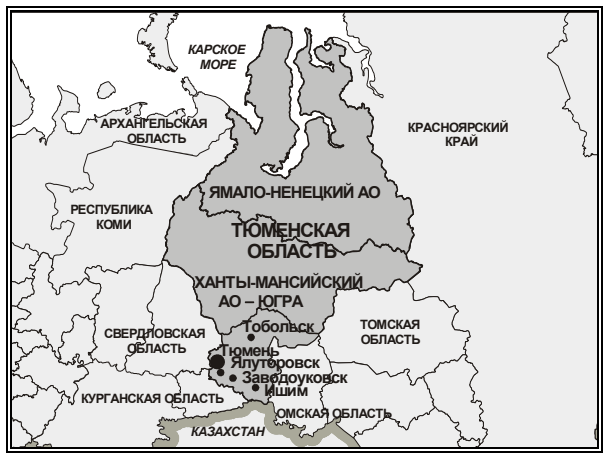 КАРСКОЕ
МОРЕ
АРХАНГЕЛЬСКАЯ
ОБЛАСТЬ
КРАСНОЯРСКИЙ
КРАЙ
ЯМАЛО-НЕНЕЦКИЙ АО
РЕСПУБЛИКА
КОМИ
ТЮМЕНСКАЯ
ОБЛАСТЬ
ХАНТЫ-МАНСИЙСКИЙ
АО – ЮГРА
Тобольск
СВЕРДЛОВСКАЯ
ОБЛАСТЬ
ТОМСКАЯ
ОБЛАСТЬ
Тюмень
Ялуторовск
Заводоуковск
Ишим
КУРГАНСКАЯ ОБЛАСТЬ
ОМСКАЯ ОБЛАСТЬ
КАЗАХСТАН